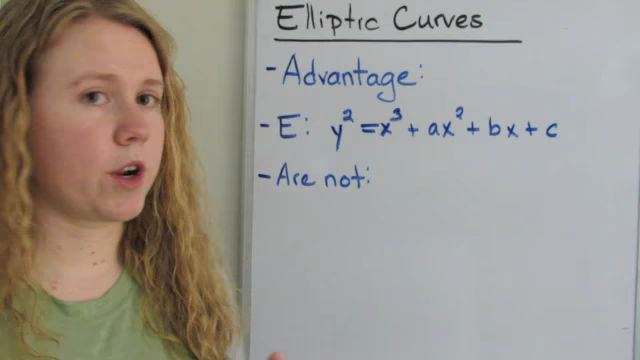 Elliptic Curves
- Advantage:
- E: y² = x³ + ax² + bx + c
- Are not: